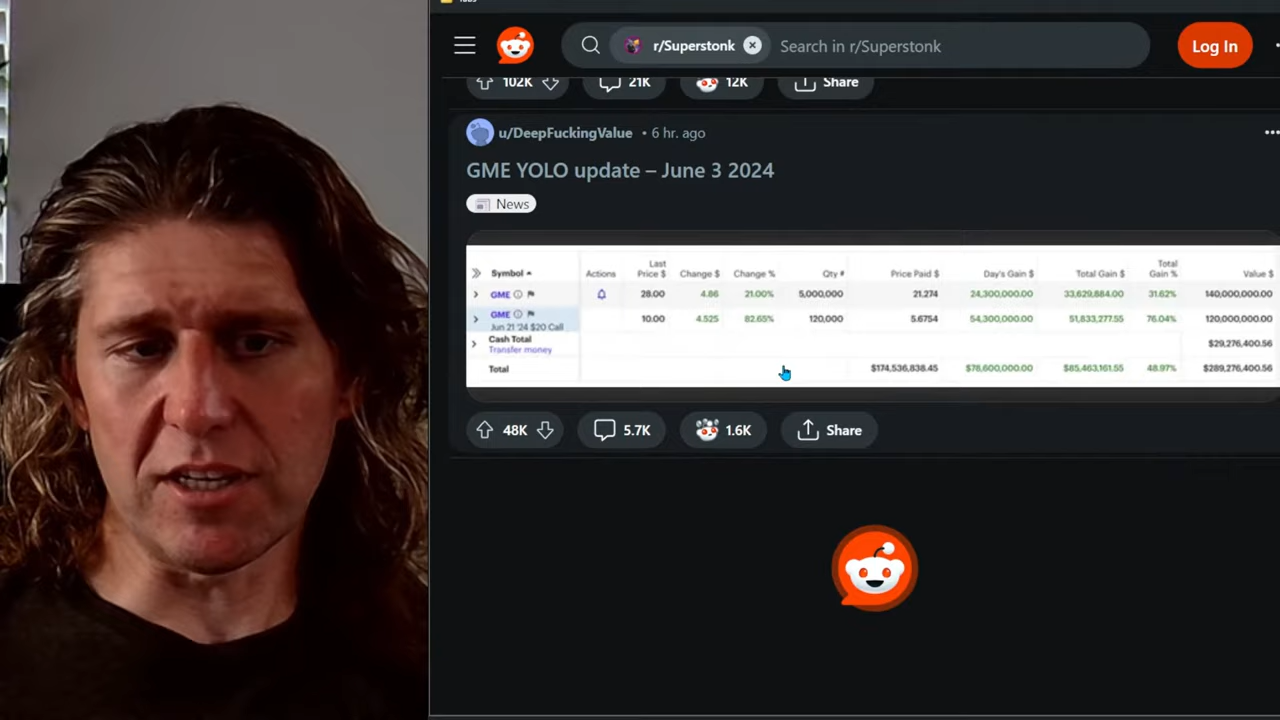 r/Superstonk Search in r/Superstonk Log In
102K 21K 12K Share
u/DeepFuckingValue • 6 hr. ago
GME YOLO update – June 3 2024
News
Symbol Actions Last Price $ Change $ Change % Qty # Price Paid $ Day's Gain $ Total Gain $ Total Gain % Value $
GME 28.00 4.86 21.00% 5,000,000 21.274 24,300,000.00 33,629,884.00 31.62% 140,000,000.00
GME
Jun 21 '24 $20 Call 10.00 4.525 82.65% 120,000 5.6754 54,300,000.00 51,833,277.55 76.04% 120,000,000.00
Cash Total $29,276,400.56
Transfer money
Total $174,536,838.45 $78,600,000.00 $85,463,161.55 48.97% $289,276,400.56
48K 5.7K 1.6K Share